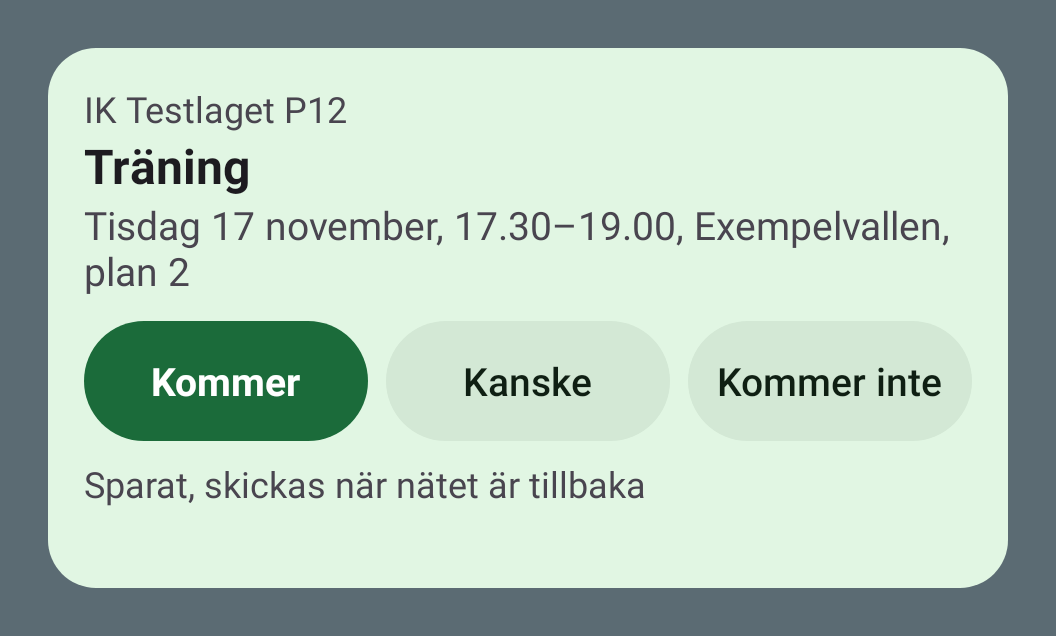 IK Testlaget P12
Träning
Tisdag 17 november, 17.30–19.00, Exempelvallen,
plan 2
Kommer
Kanske
Kommer inte
Sparat, skickas när nätet är tillbaka